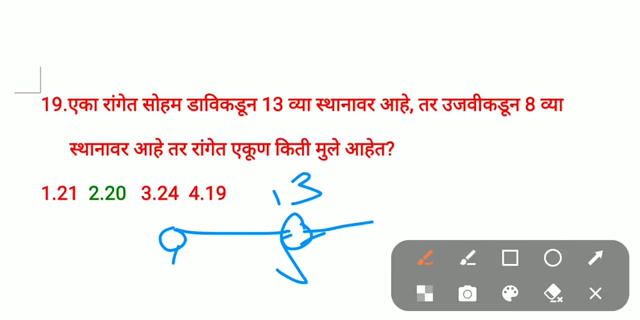 19.एका रांगेत सोहम डाविकडून 13 व्या स्थानावर आहे, तर उजवीकडून 8 व्या
स्थानावर आहे तर रांगेत एकूण किती मुले आहेत?
1.21 2.20 3.24 4.19
13